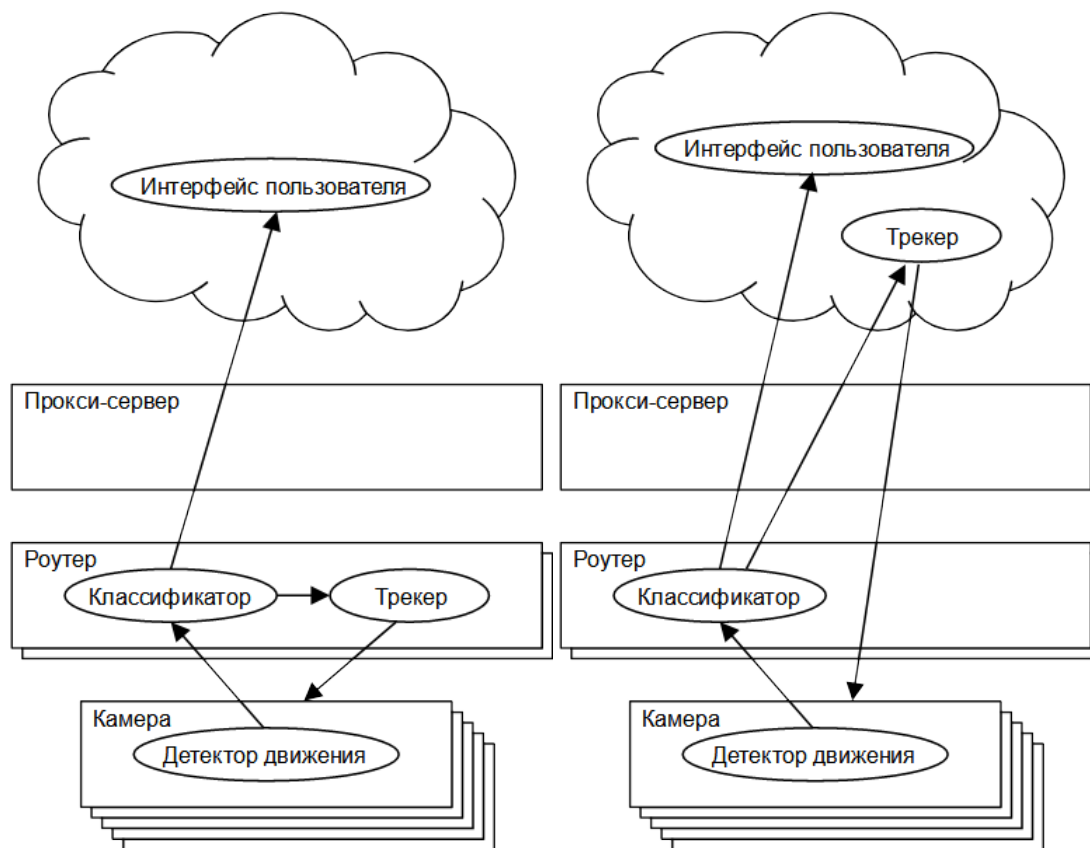 Интерфейс пользователя
Прокси-сервер
Роутер
Классификатор
Трекер
Камера
Детектор движения
Интерфейс пользователя
Трекер
Прокси-сервер
Роутер
Классификатор
Камера
Детектор движения